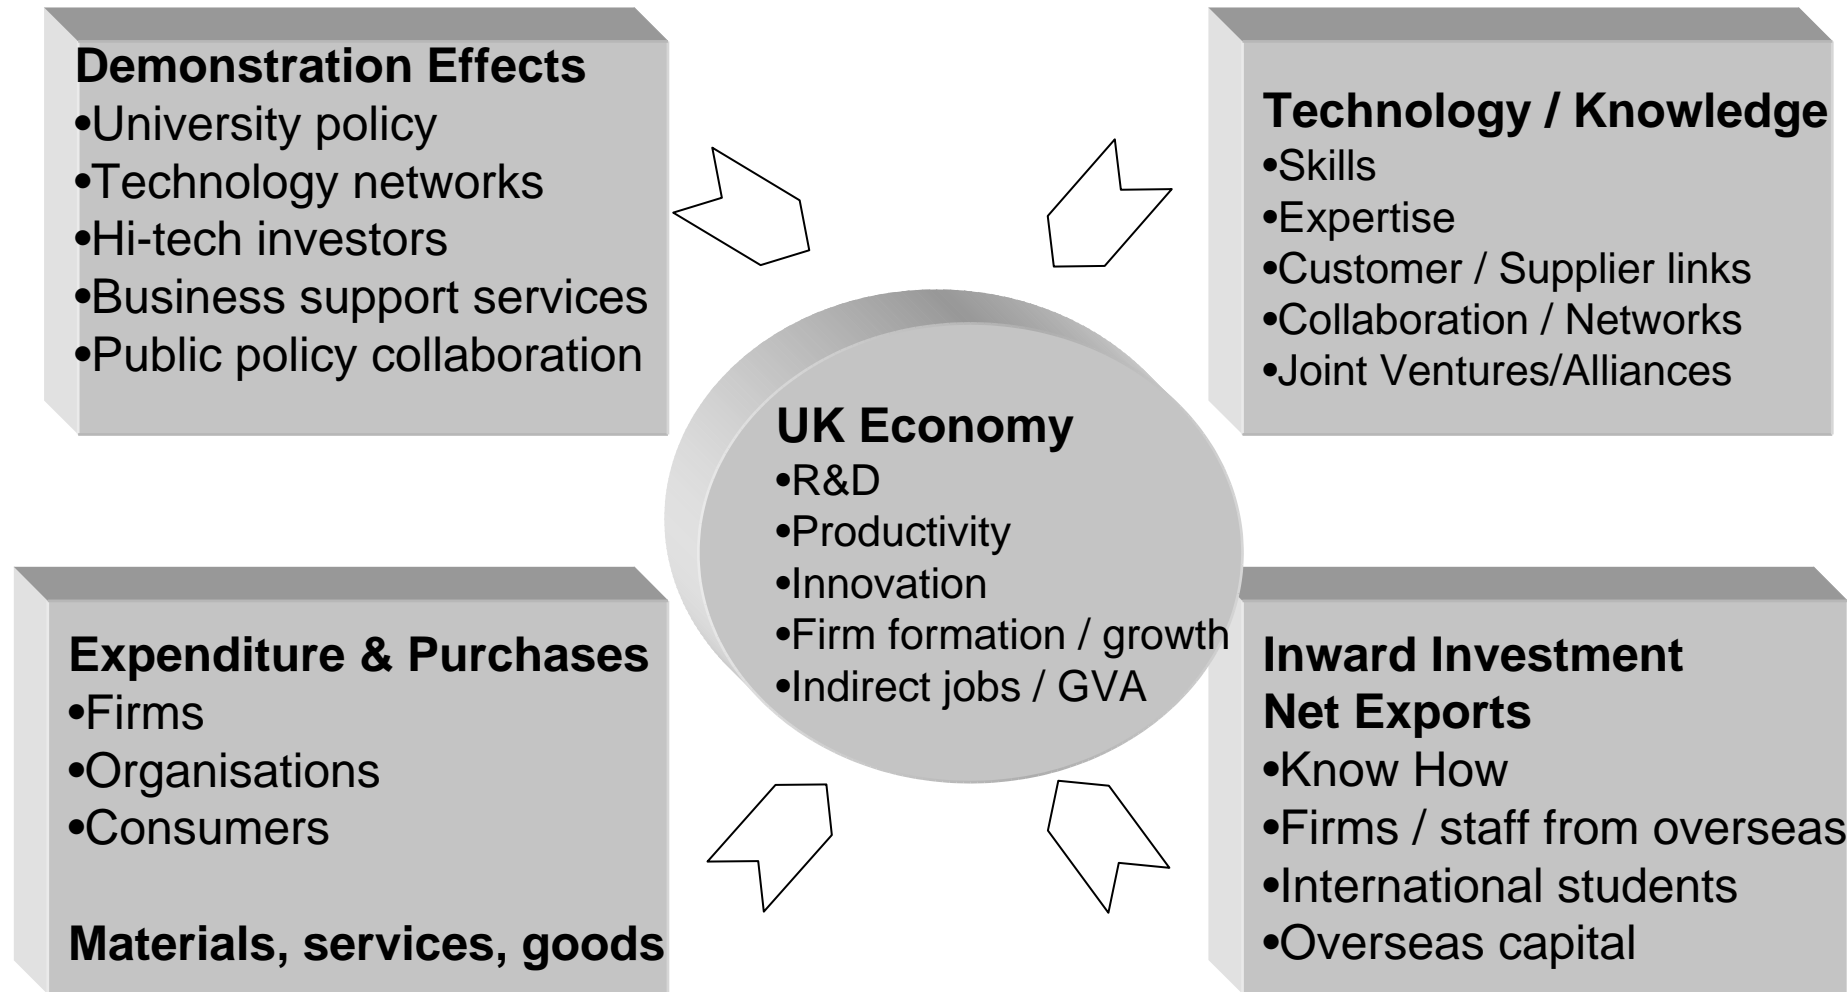 Demonstration Effects
•University policy
•Technology networks
•Hi-tech investors
•Business support services
•Public policy collaboration
Technology / Knowledge
•Skills
•Expertise
•Customer / Supplier links
•Collaboration / Networks
•Joint Ventures/Alliances
UK Economy
•R&D
•Productivity
•Innovation
•Firm formation / growth
•Indirect jobs / GVA
Expenditure & Purchases
•Firms
•Organisations
•Consumers
Materials, services, goods
Inward Investment
Net Exports
•Know How
•Firms / staff from overseas
•International students
•Overseas capital